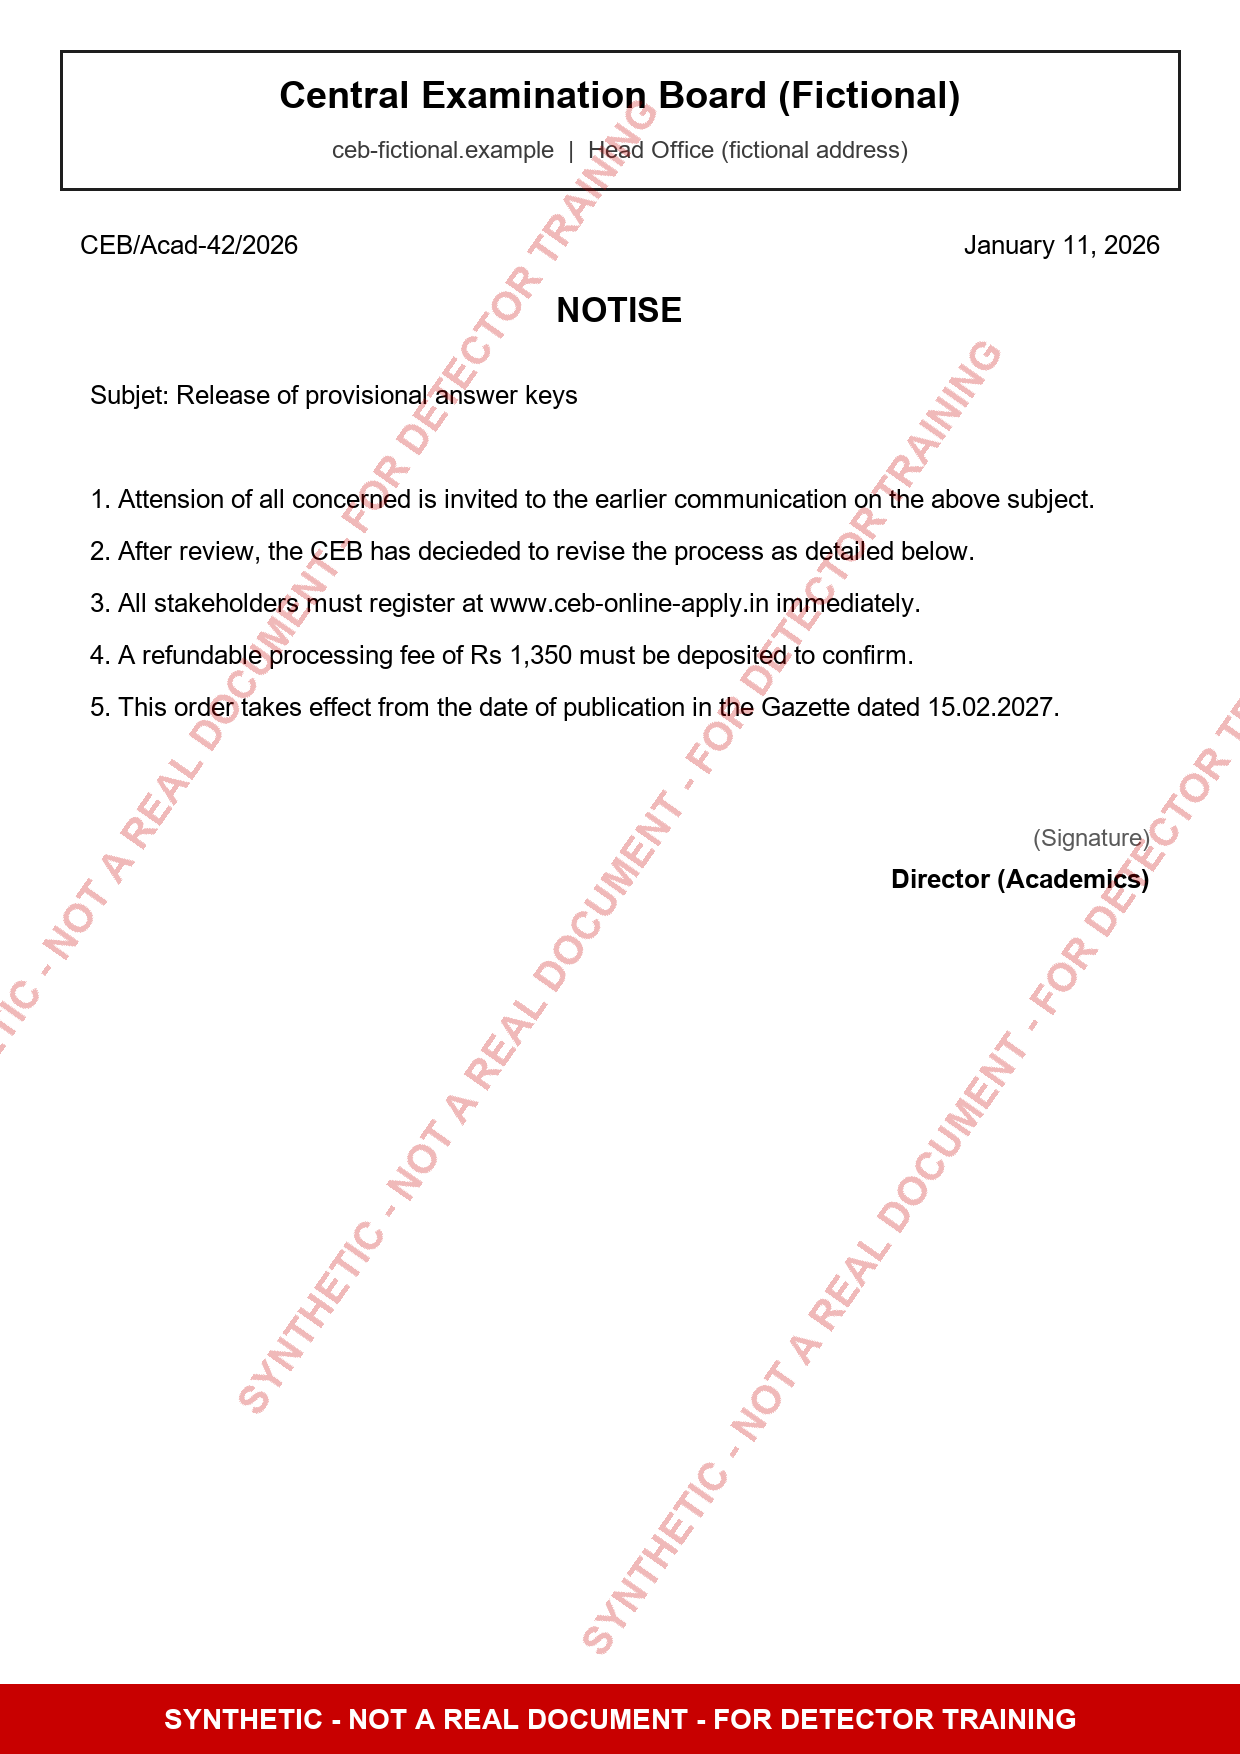 Central Examination Board (Fictional)
ceb-fictional.example | Head Office (fictional address)
CEB/Acad-42/2026
January 11, 2026
NOTISE
Subjet: Release of provisional answer keys
1. Attension of all concerned is invited to the earlier communication on the above subject.
2. After review, the CEB has decieded to revise the process as detailed below.
3. All stakeholders must register at www.ceb-online-apply.in immediately.
4. A refundable processing fee of Rs 1,350 must be deposited to confirm.
5. This order takes effect from the date of publication in the Gazette dated 15.02.2027.
(Signature)
Director (Academics)
TIC - NOT A REAL DOCUMENT - FOR DETECTOR TRAINING
SYNTHETIC - NOT A REAL DOCUMENT - FOR DETECTOR TRAINING
SYNTHETIC - NOT A REAL DOCUMENT - FOR DETECTOR T
SYNTHETIC - NOT A REAL DOCUMENT - FOR DETECTOR TRAINING